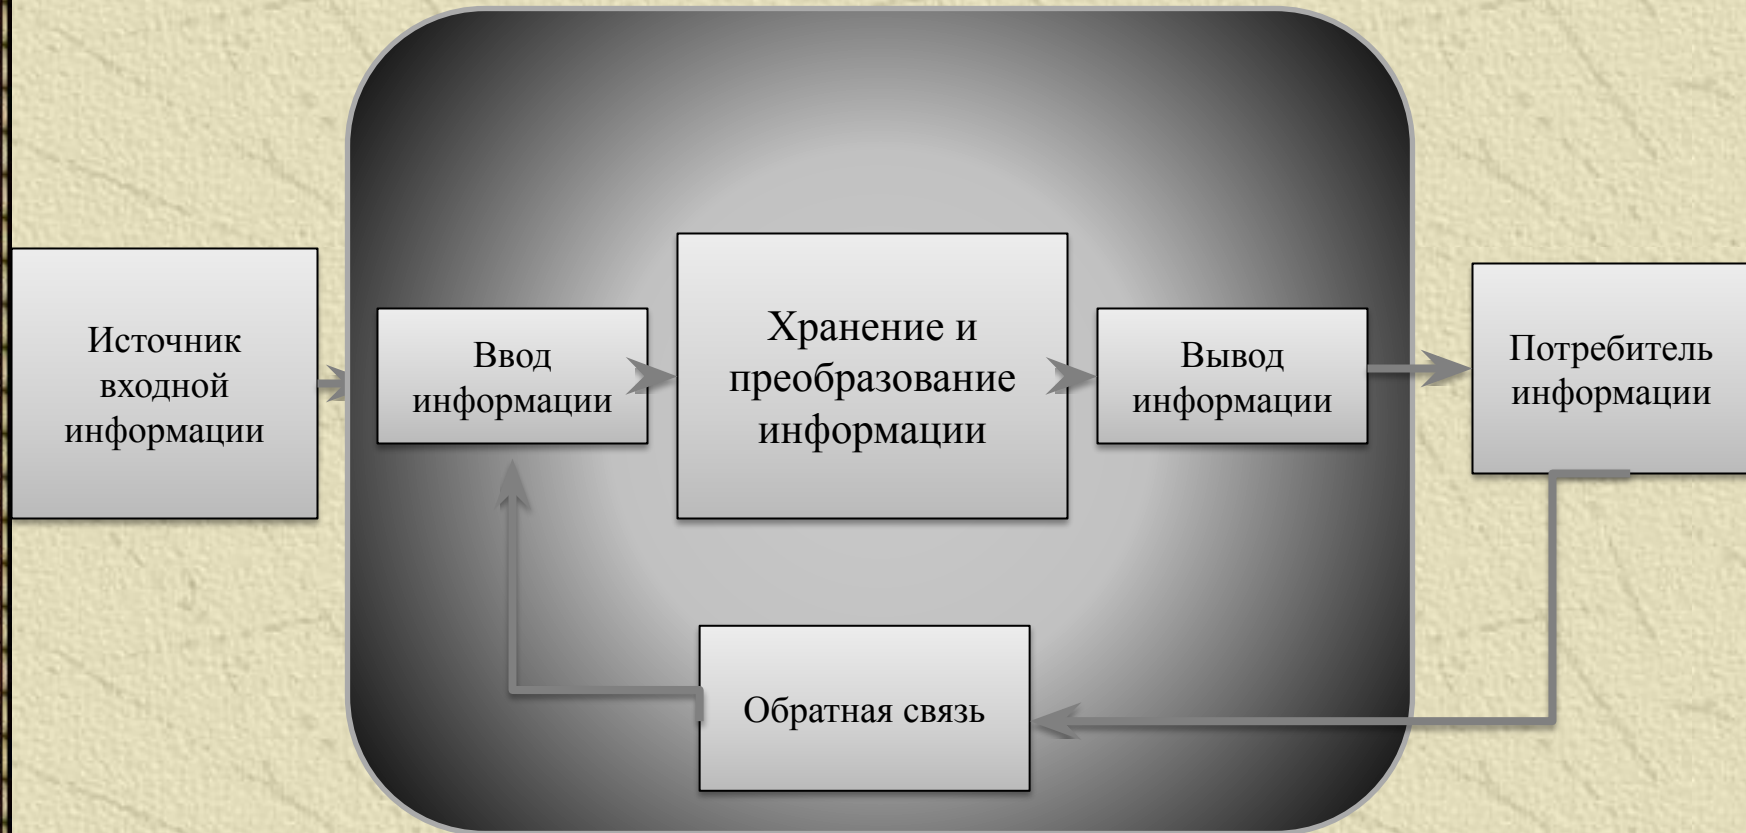 Источник
входной
информации
Ввод
информации
Хранение и
преобразование
информации
Вывод
информации
Потребитель
информации
Обратная связь